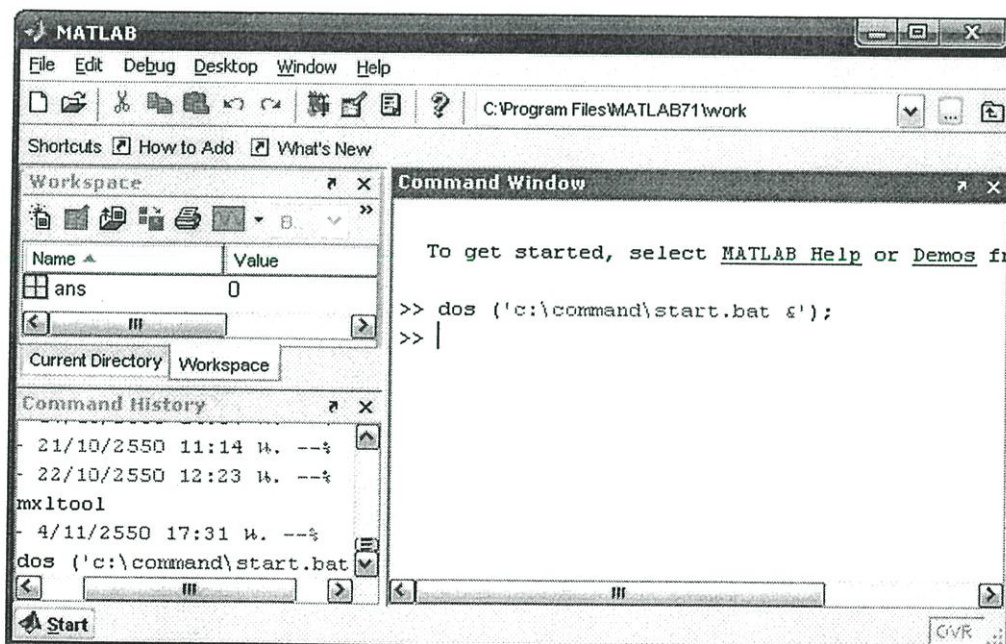 MATLAB
File Edit Debug Desktop Window Help
C:\Program Files\MATLAB71\work
Shortcuts How to Add What's New
Workspace
B..
Name Value
ans 0
Current Directory Workspace
Command History
- 21/10/2550 11:14 น. --%
- 22/10/2550 12:23 น. --%
mxltool
- 4/11/2550 17:31 น. --%
dos ('c:\command\start.bat
Command Window
To get started, select MATLAB Help or Demos fr
>> dos ('c:\command\start.bat &');
>>
Start
OVR